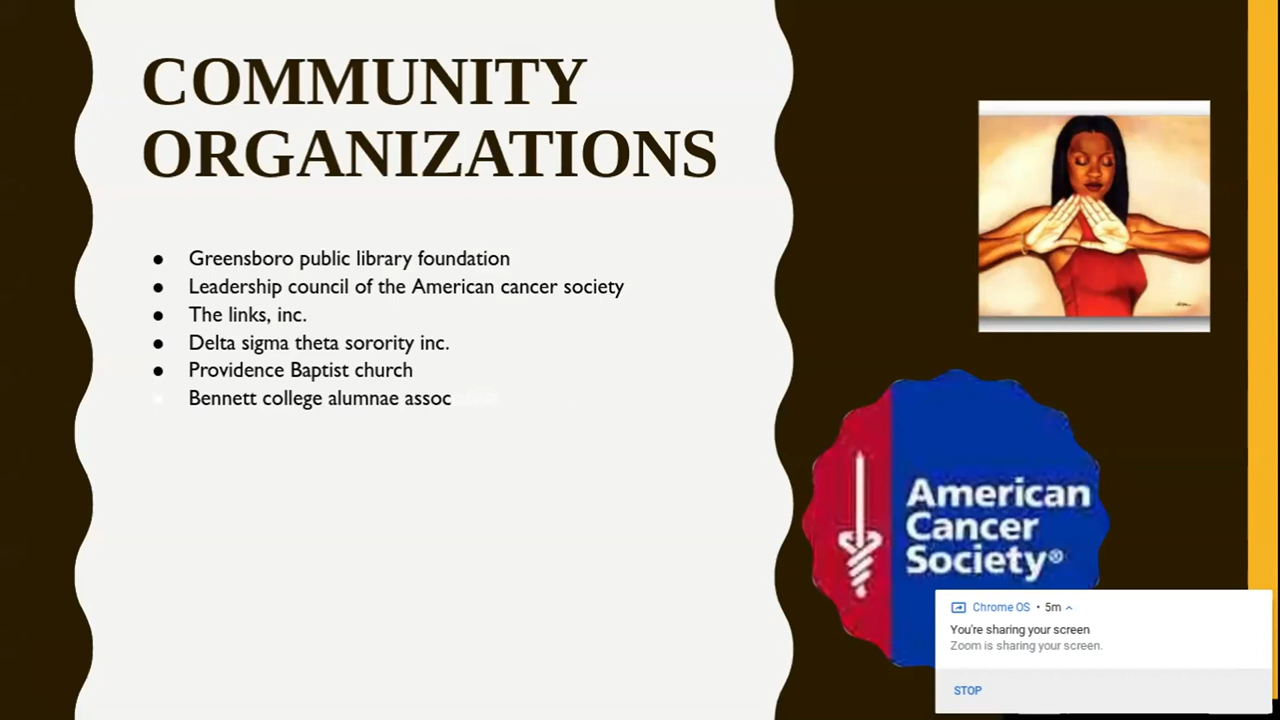 COMMUNITY
ORGANIZATIONS
● Greensboro public library foundation
● Leadership council of the American cancer society
● The links, inc.
● Delta sigma theta sorority inc.
● Providence Baptist church
Bennett college alumnae assoc
American
Cancer
Society®
Chrome OS • 5m
You're sharing your screen
Zoom is sharing your screen.
STOP